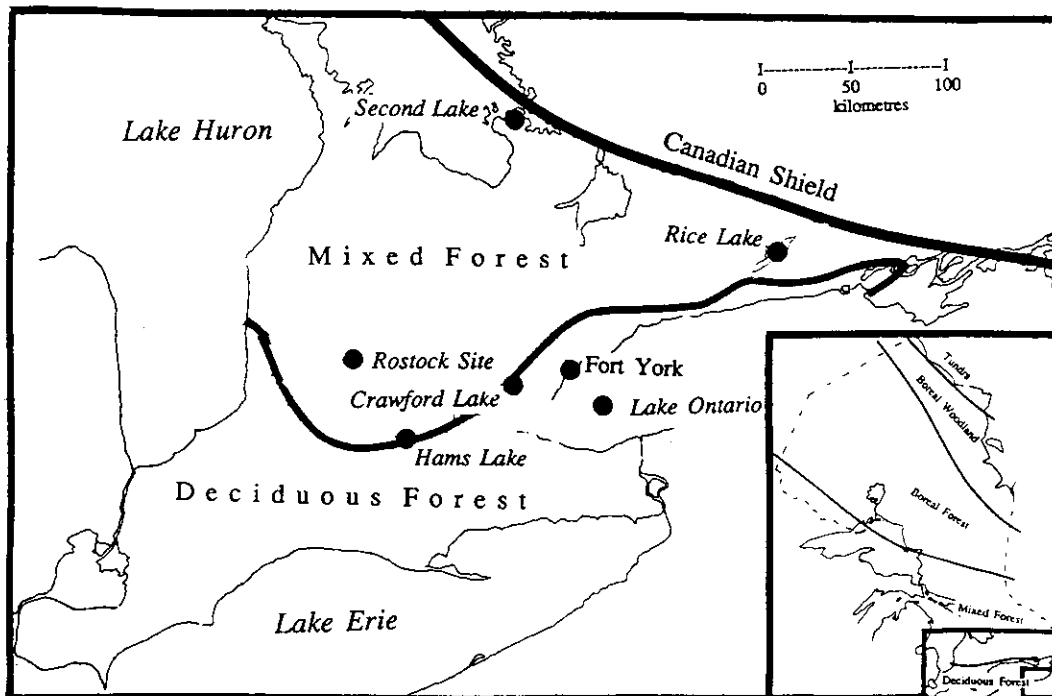 I I I
0 50 100
kilometres
Second Lake
Lake Huron
Canadian Shield
Rice Lake
Mixed Forest
Rostock Site
Fort York
Crawford Lake
Lake Ontario
Hams Lake
Deciduous Forest
Lake Erie
Tundra
Boreal Woodland
Boreal Forest
Mixed Forest
Deciduous Forest